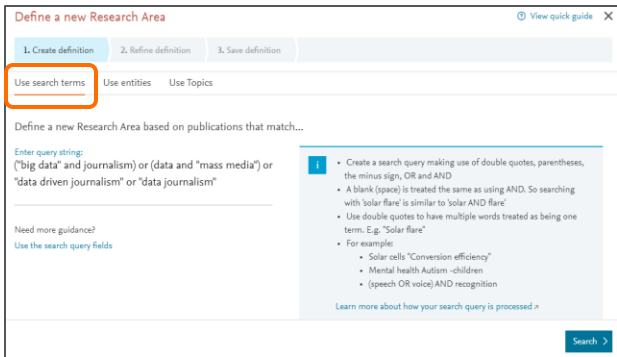 Define a new Research Area
View quick guide
1. Create definition
2. Refine definition
3. Save definition
Use search terms
Use entities
Use Topics
Define a new Research Area based on publications that match...
Enter query string:
("big data" and journalism) or (data and "mass media") or
"data driven journalism" or "data journalism"
Need more guidance?
Use the search query fields
• Create a search query making use of double quotes, parentheses,
the minus sign, OR and AND
• A blank (space) is treated the same as using AND. So searching
with 'solar flare' is similar to 'solar AND flare'
• Use double quotes to have multiple words treated as being one
term. E.g. "Solar flare"
• For example:
• Solar cells "Conversion efficiency"
• Mental health Autism -children
• (speech OR voice) AND recognition
Learn more about how your search query is processed
Search